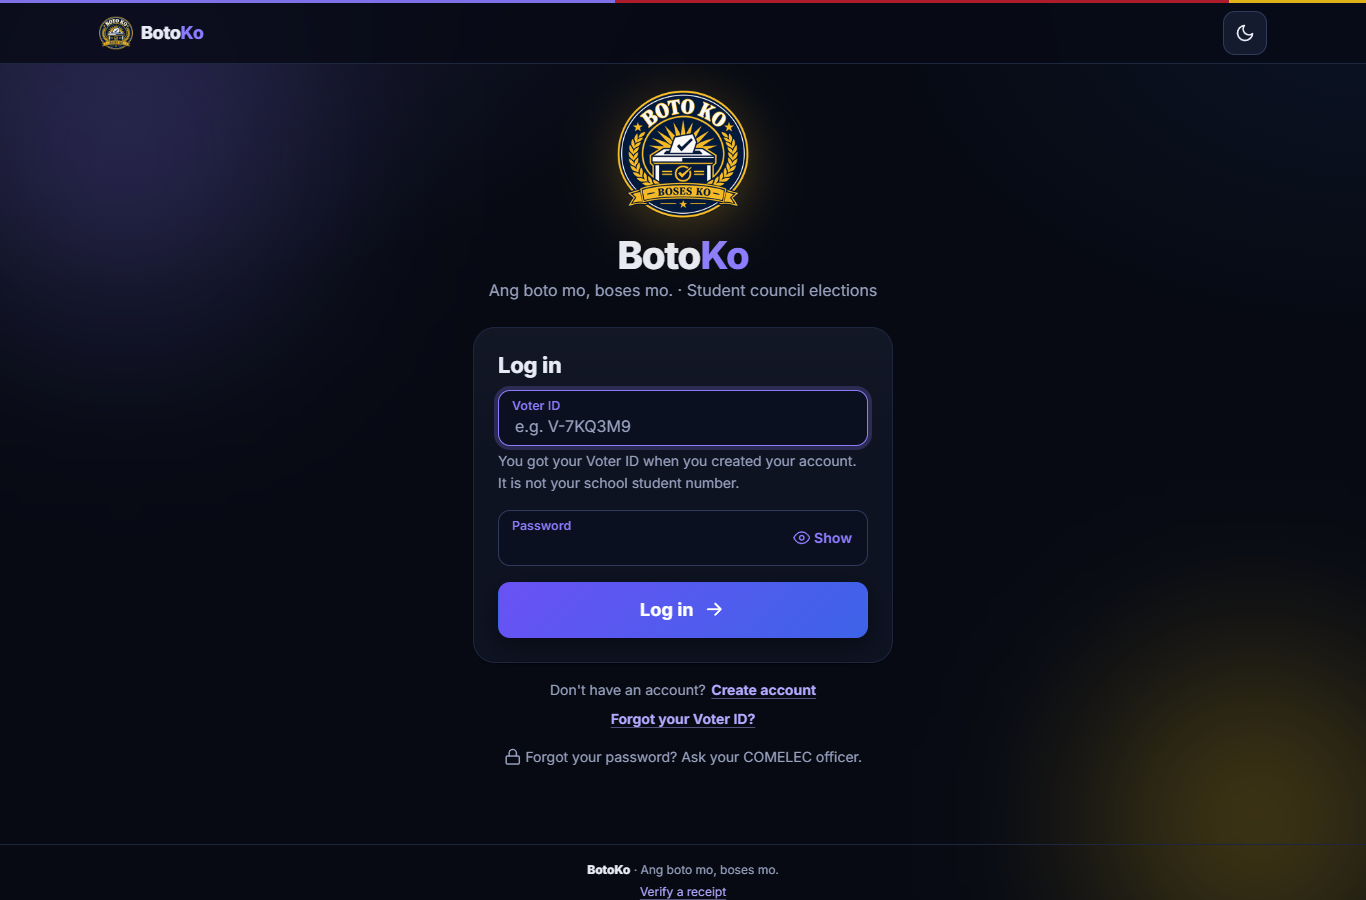 BotoKo
BOTO KO
BOSES KO
BotoKo
Ang boto mo, boses mo. · Student council elections
Log in
Voter ID
e.g. V-7KQ3M9
You got your Voter ID when you created your account.
It is not your school student number.
Password
Show
Log in →
Don't have an account? Create account
Forgot your Voter ID?
Forgot your password? Ask your COMELEC officer.
BotoKo · Ang boto mo, boses mo.
Verify a receipt